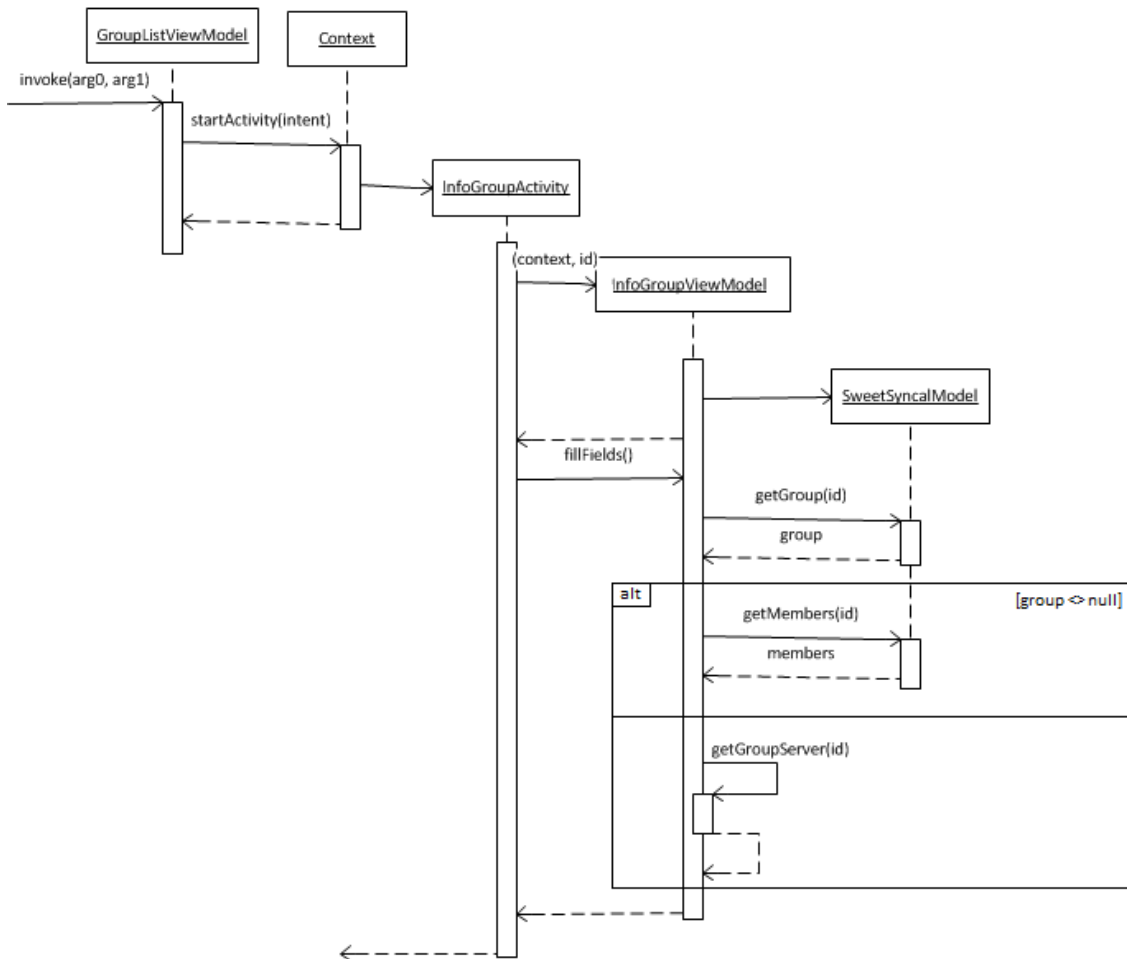 GroupListViewModel
Context
invoke(arg0, arg1)
startActivity(intent)
InfoGroupActivity
(context, id)
InfoGroupViewModel
SweetSyncalModel
fillFields()
getGroup(id)
group
alt
[group <> null]
getMembers(id)
members
getGroupServer(id)